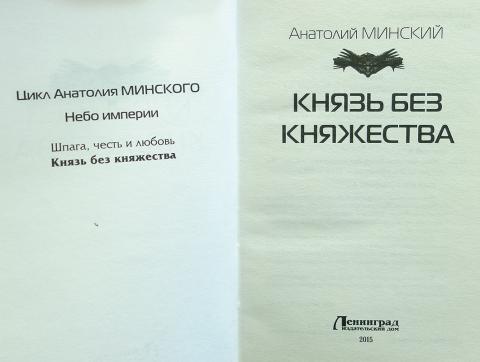 Цикл Анатолия МИНСКОГО
Небо империи
Шпага, честь и любовь
Князь без княжества
Анатолий МИНСКИЙ
КНЯЗЬ БЕЗ
КНЯЖЕСТВА
Ленинград
издательский дом
2015